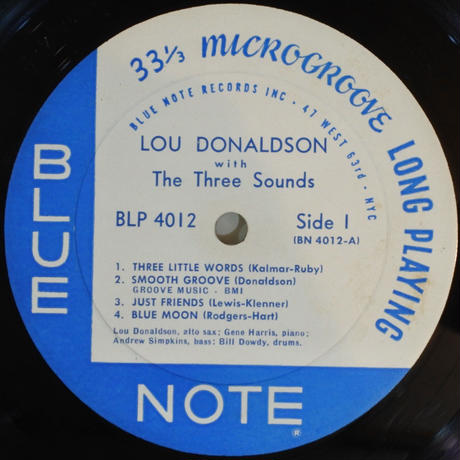 33⅓ MICROGROOVE LONG PLAYING
BLUE NOTE RECORDS INC · 47 WEST 63rd · NYC
LOU DONALDSON
with
The Three Sounds
BLP 4012
Side 1
(BN 4012-A)
1. THREE LITTLE WORDS (Kalmar-Ruby)
2. SMOOTH GROOVE (Donaldson)
GROOVE MUSIC - BMI
3. JUST FRIENDS (Lewis-Klenner)
4. BLUE MOON (Rodgers-Hart)
Lou Donaldson, alto sax; Gene Harris, piano;
Andrew Simpkins, bass; Bill Dowdy, drums.
BLUE
NOTE
®